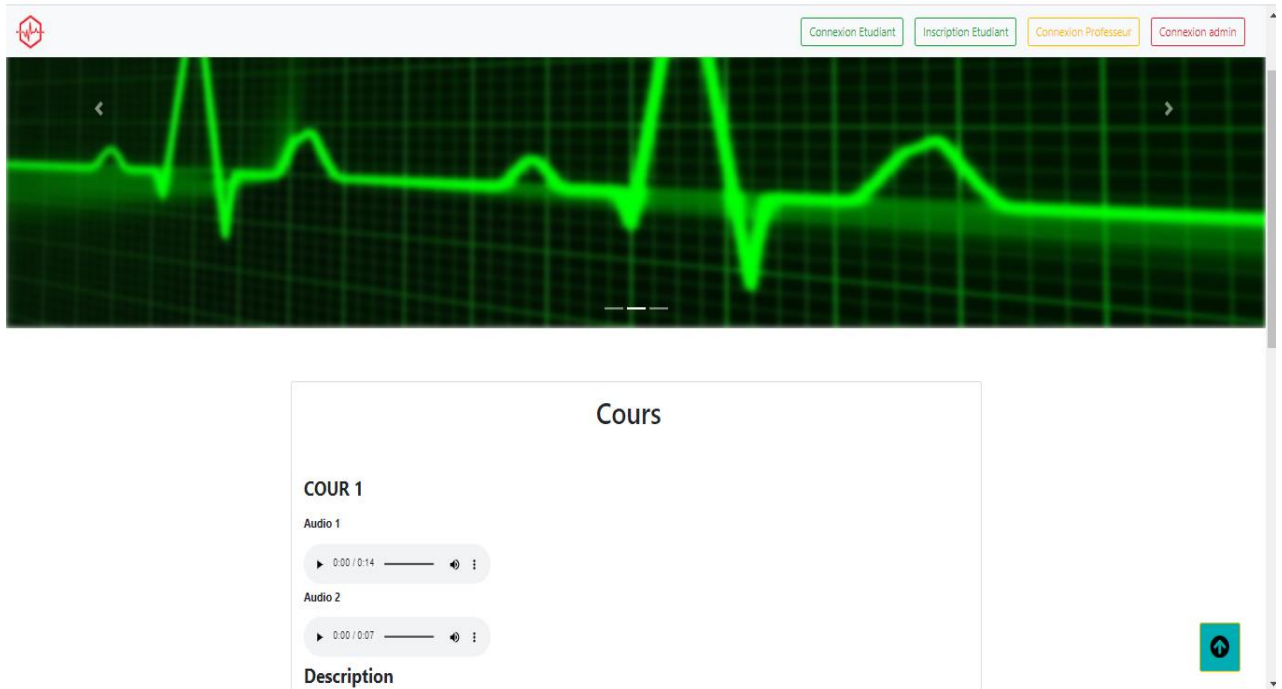 Connexion Etudiant Inscription Etudiant Connexion Professeur Connexion admin
Cours
COUR 1
Audio 1
0:00 / 0:14
Audio 2
0:00 / 0:07
Description